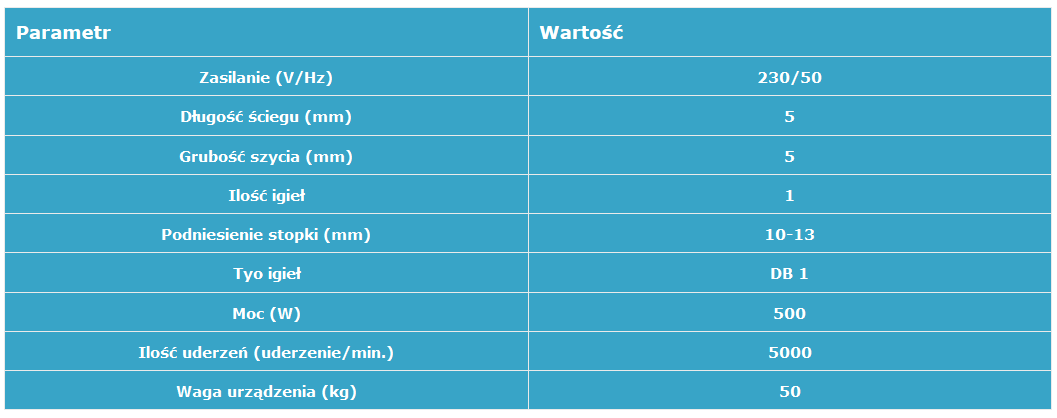 Parametr Wartość
Zasilanie (V/Hz) 230/50
Długość ściegu (mm) 5
Grubość szycia (mm) 5
Ilość igieł 1
Podniesienie stopki (mm) 10-13
Tyo igieł DB 1
Moc (W) 500
Ilość uderzeń (uderzenie/min.) 5000
Waga urządzenia (kg) 50